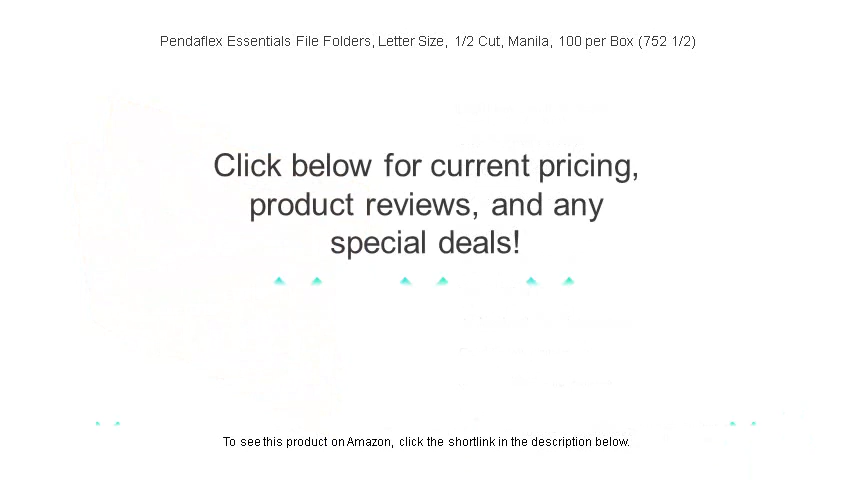 Pendaflex Essentials File Folders, Letter Size, 1/2 Cut, Manila, 100 per Box (752 1/2)
Click below for current pricing,
product reviews, and any
special deals!
To see this product on Amazon, click the shortlink in the description below.